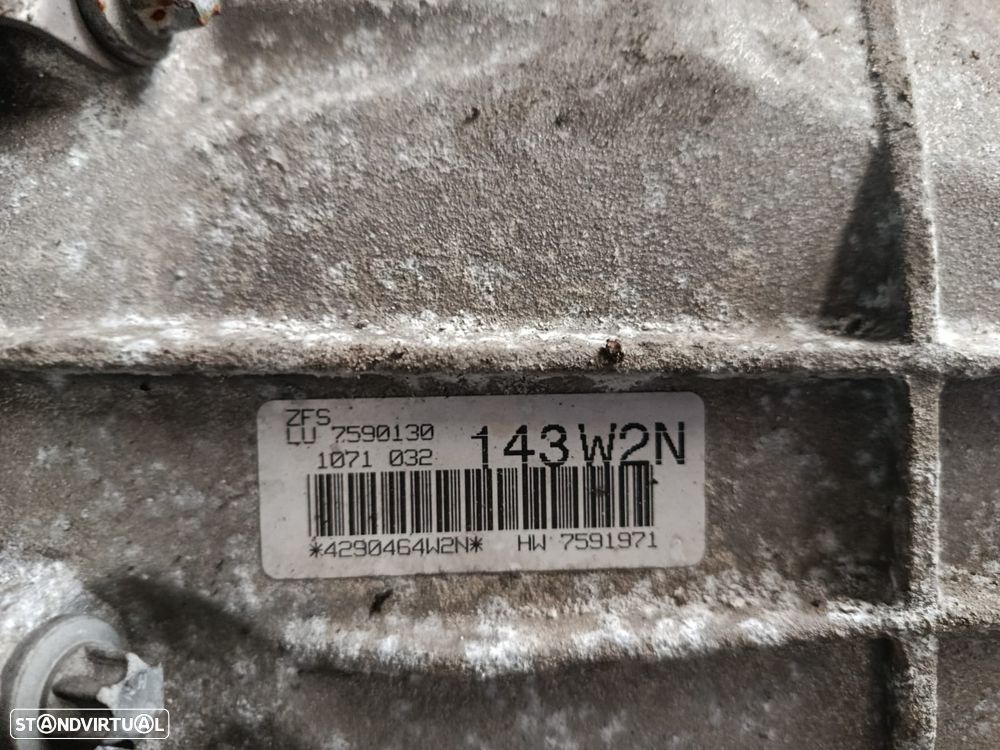 ZFS
LU 7590130
1071 032
143W2N
*4290464W2N* HW 7591971
STANDVIRTUAL